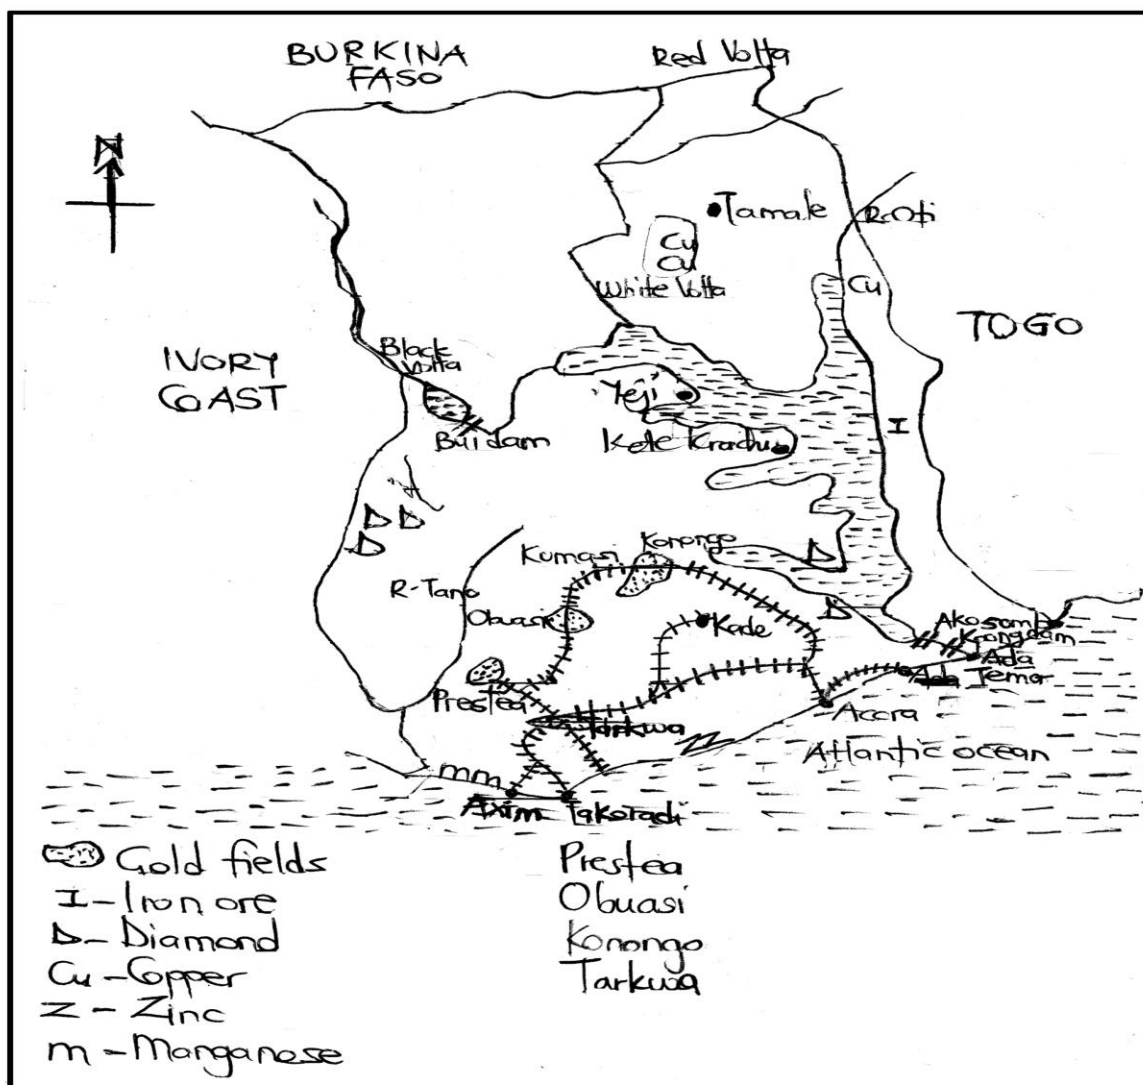 BURKINA
FASO
Red Volta
N
Tamale
R-Oti
Cu
Cu
White Volta
Cu
TOGO
IVORY
COAST
Black
Volta
Yeji
Bui dam
Kete Krachi
I
D D
D
Kumasi
Konongo
D
R-Tano
Obuasi
Kade
D
Akosomb
Kpong dam
Ada
Prestea
Tema
Tarkwa
Accra
Z Z
Atlantic ocean
m m
Axim
Takoradi
Gold fields
I - Iron ore
D - Diamond
Cu - Copper
Z - Zinc
m - Manganese
Prestea
Obuasi
Konongo
Tarkwa